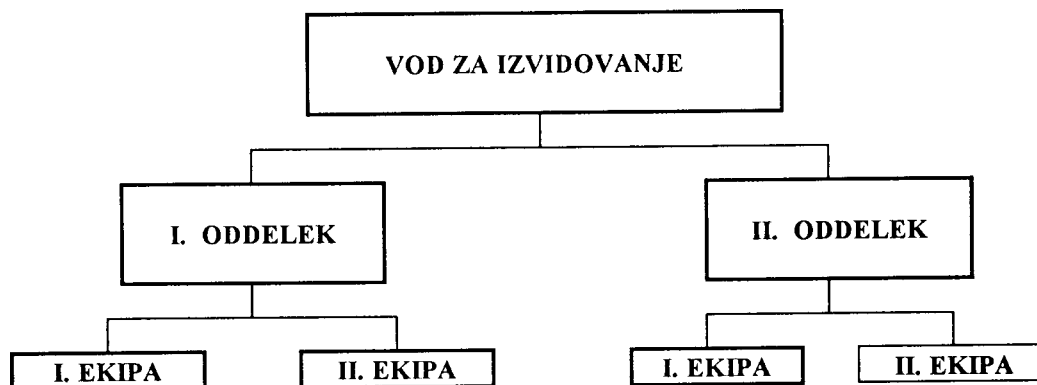 VOD ZA IZVIDOVANJE
I. ODDELEK
II. ODDELEK
I. EKIPA
II. EKIPA
I. EKIPA
II. EKIPA